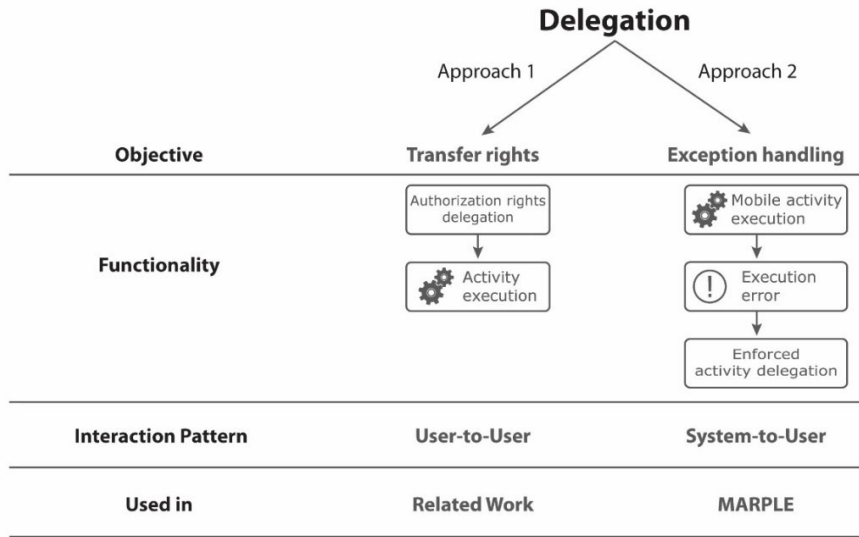 Delegation
Approach 1
Approach 2
Objective
Transfer rights
Exception handling
Functionality
Authorization rights
delegation
Activity
execution
Mobile activity
execution
Execution
error
Enforced
activity delegation
Interaction Pattern
User-to-User
System-to-User
Used in
Related Work
MARPLE